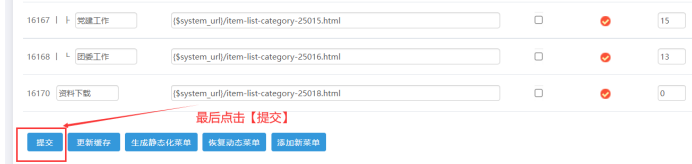 16167 | ├ 党建工作 {$system_url}/item-list-category-25015.html 15
16168 | └ 团委工作 {$system_url}/item-list-category-25016.html 13
16170 资料下载 {$system_url}/item-list-category-25018.html 0
最后点击【提交】
提交 更新缓存 生成静态化菜单 恢复动态菜单 添加新菜单